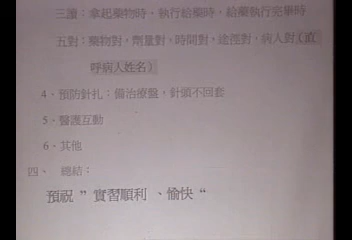 三讀：拿起藥物時、執行給藥時、給藥執行完畢時
五對：藥物對，劑量對，時間對，途徑對，病人對（直
呼病人姓名）
4、預防針扎：備治療盤，針頭不回套
5、醫護互動
6、其他
四、 總結：
預祝 ” 實習順利 、愉快 “